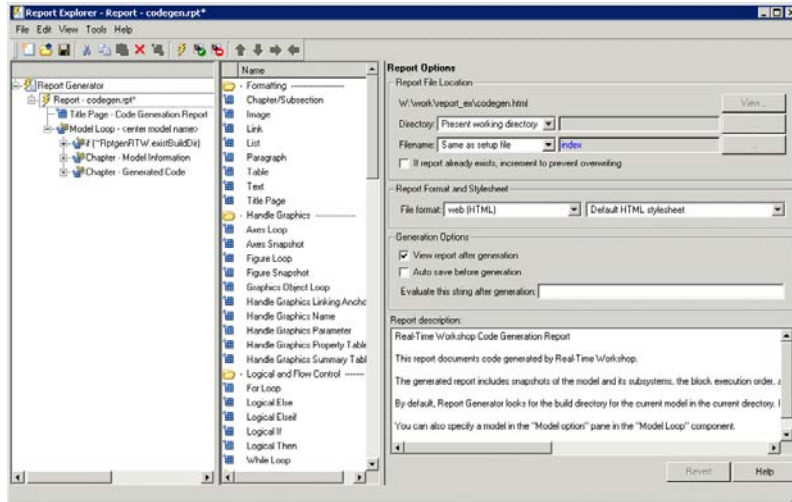 Report Explorer - Report - codegen.rpt*
File Edit View Tools Help
Report Generator
Report - codegen.rpt*
Title Page - Code Generation Report
Model Loop - <enter model name>
if (~RptgenRTW.existBuildDir)
Chapter - Model Information
Chapter - Generated Code
Name
- Formatting --------------------
Chapter/Subsection
Image
Link
List
Paragraph
Table
Text
Title Page
- Handle Graphics --------------
Axes Loop
Axes Snapshot
Figure Loop
Figure Snapshot
Graphics Object Loop
Handle Graphics Linking Ancho
Handle Graphics Name
Handle Graphics Parameter
Handle Graphics Property Table
Handle Graphics Summary Tabl
- Logical and Flow Control -------
For Loop
Logical Else
Logical Elseif
Logical If
Logical Then
While Loop
Report Options
Report File Location
W:\work\report_ex\codegen.html
View...
Directory: Present working directory
...
Filename: Same as setup file
index
...
If report already exists, increment to prevent overwriting
Report Format and Stylesheet
File format: web (HTML)
Default HTML stylesheet
Generation Options
View report after generation
Auto save before generation
Evaluate this string after generation:
Report description:
Real-Time Workshop Code Generation Report
This report documents code generated by Real-Time Workshop.
The generated report includes snapshots of the model and its subsystems, the block execution order,
By default, Report Generator looks for the build directory for the current model in the current directory.
You can also specify a model in the "Model option" pane in the "Model Loop" component.
Revert
Help